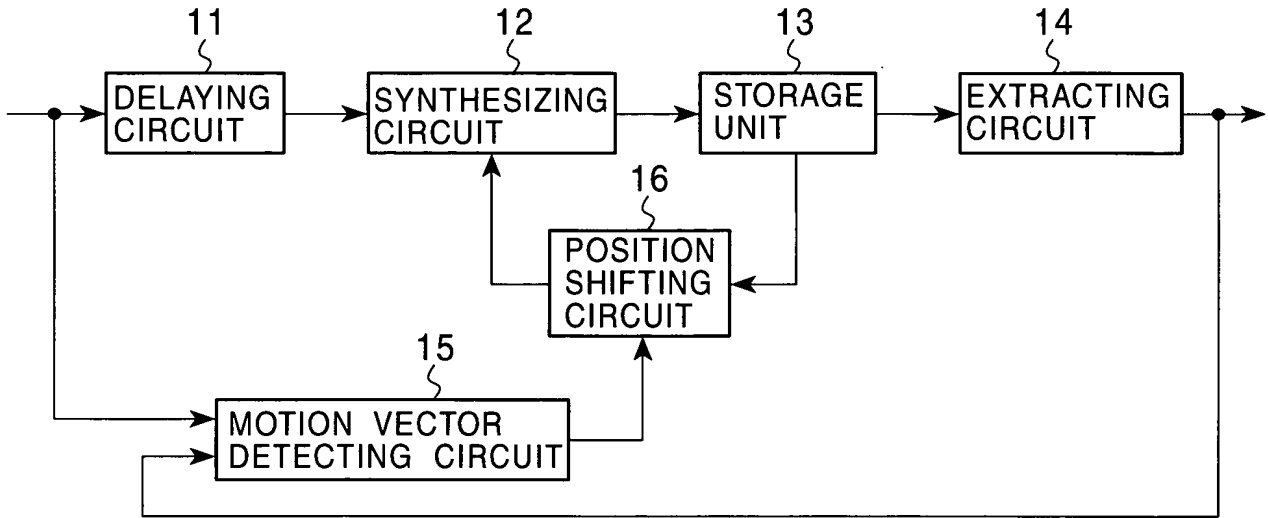 11
12
13
14
DELAYING
CIRCUIT
SYNTHESIZING
CIRCUIT
STORAGE
UNIT
EXTRACTING
CIRCUIT
16
POSITION
SHIFTING
CIRCUIT
15
MOTION VECTOR
DETECTING CIRCUIT